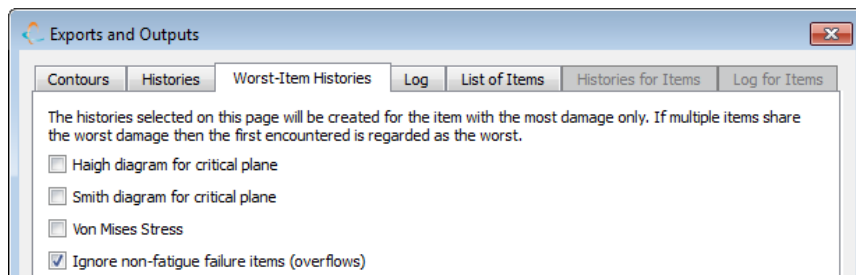 Exports and Outputs
Contours Histories Worst-Item Histories Log List of Items Histories for Items Log for Items
The histories selected on this page will be created for the item with the most damage only. If multiple items share
the worst damage then the first encountered is regarded as the worst.
Haigh diagram for critical plane
Smith diagram for critical plane
Von Mises Stress
Ignore non-fatigue failure items (overflows)